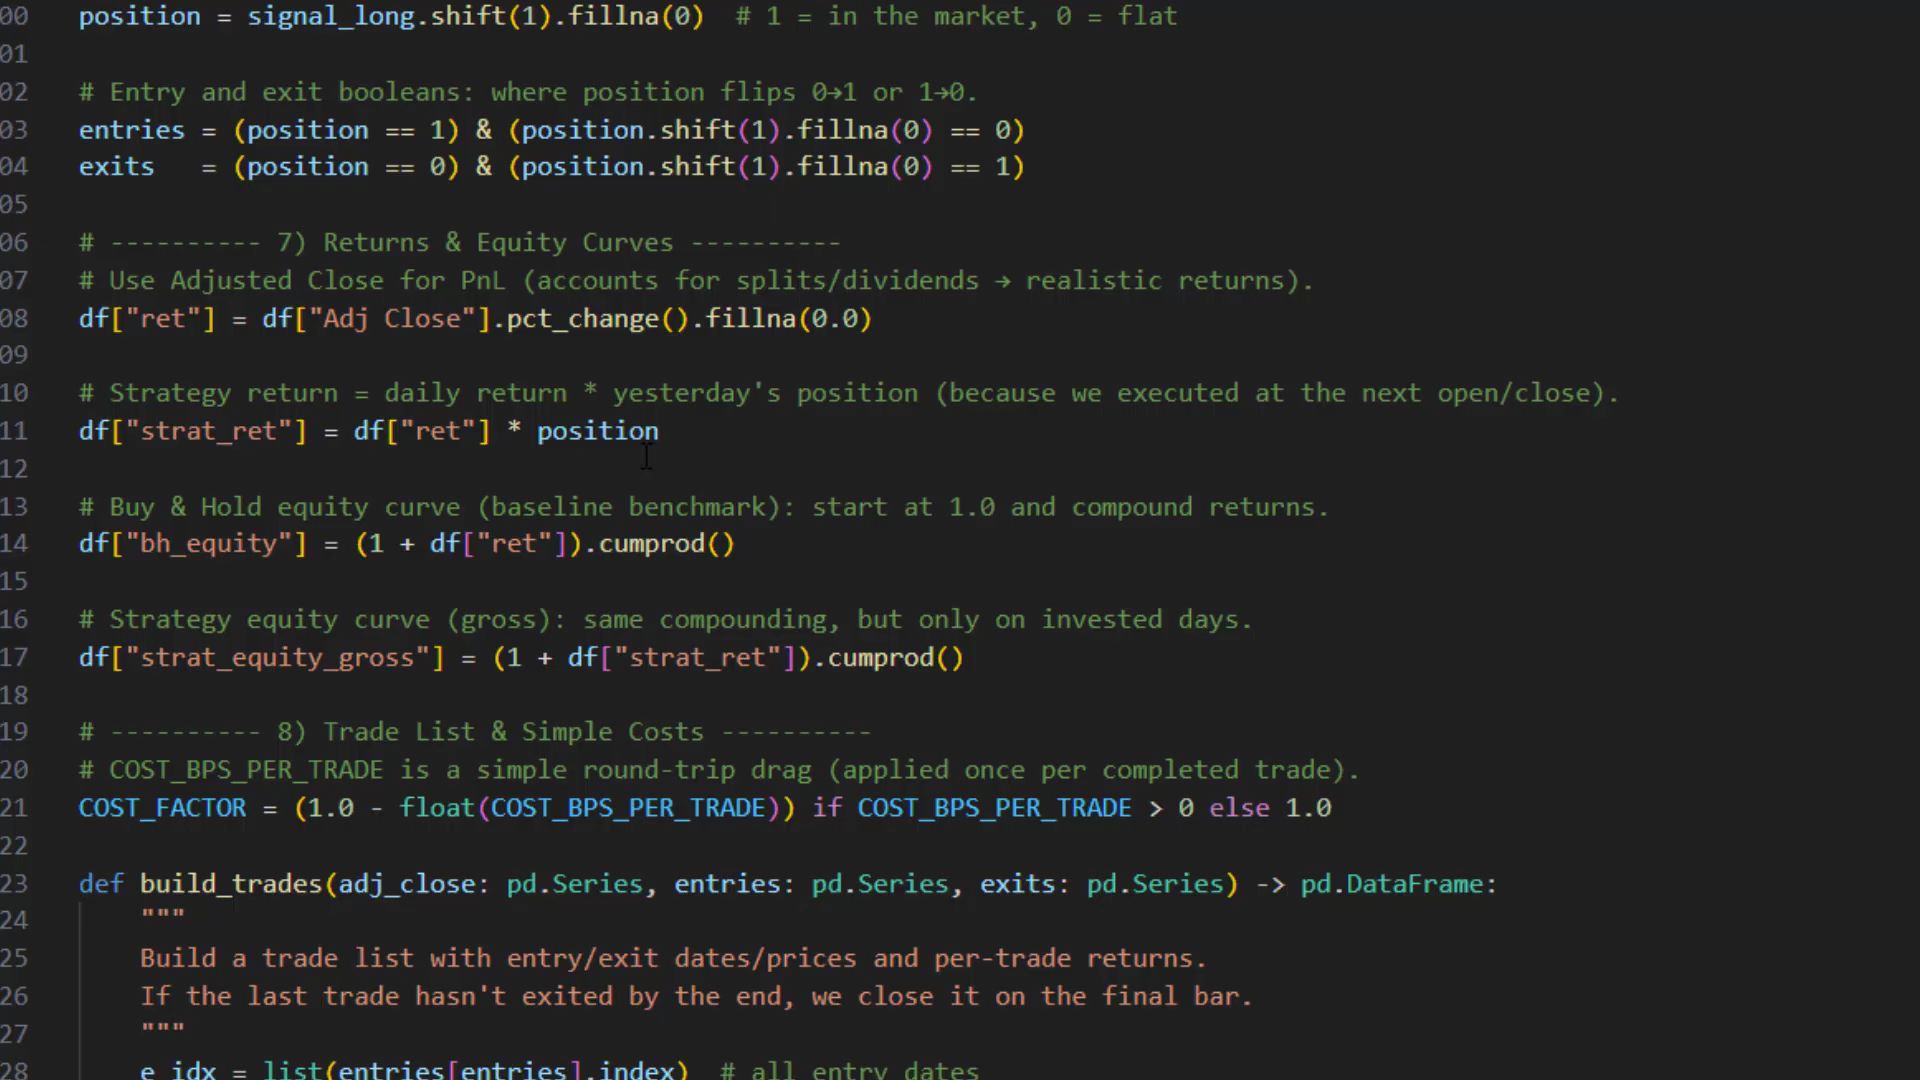 00 position = signal_long.shift(1).fillna(0)  # 1 = in the market, 0 = flat
01
02 # Entry and exit booleans: where position flips 0→1 or 1→0.
03 entries = (position == 1) & (position.shift(1).fillna(0) == 0)
04 exits   = (position == 0) & (position.shift(1).fillna(0) == 1)
05
06 # ---------- 7) Returns & Equity Curves ----------
07 # Use Adjusted Close for PnL (accounts for splits/dividends → realistic returns).
08 df["ret"] = df["Adj Close"].pct_change().fillna(0.0)
09
10 # Strategy return = daily return * yesterday's position (because we executed at the next open/close).
11 df["strat_ret"] = df["ret"] * position
12
13 # Buy & Hold equity curve (baseline benchmark): start at 1.0 and compound returns.
14 df["bh_equity"] = (1 + df["ret"]).cumprod()
15
16 # Strategy equity curve (gross): same compounding, but only on invested days.
17 df["strat_equity_gross"] = (1 + df["strat_ret"]).cumprod()
18
19 # ---------- 8) Trade List & Simple Costs ----------
20 # COST_BPS_PER_TRADE is a simple round-trip drag (applied once per completed trade).
21 COST_FACTOR = (1.0 - float(COST_BPS_PER_TRADE)) if COST_BPS_PER_TRADE > 0 else 1.0
22
23 def build_trades(adj_close: pd.Series, entries: pd.Series, exits: pd.Series) -> pd.DataFrame:
24     """
25     Build a trade list with entry/exit dates/prices and per-trade returns.
26     If the last trade hasn't exited by the end, we close it on the final bar.
27     """
28     e_idx = list(entries[entries].index)  # all entry dates